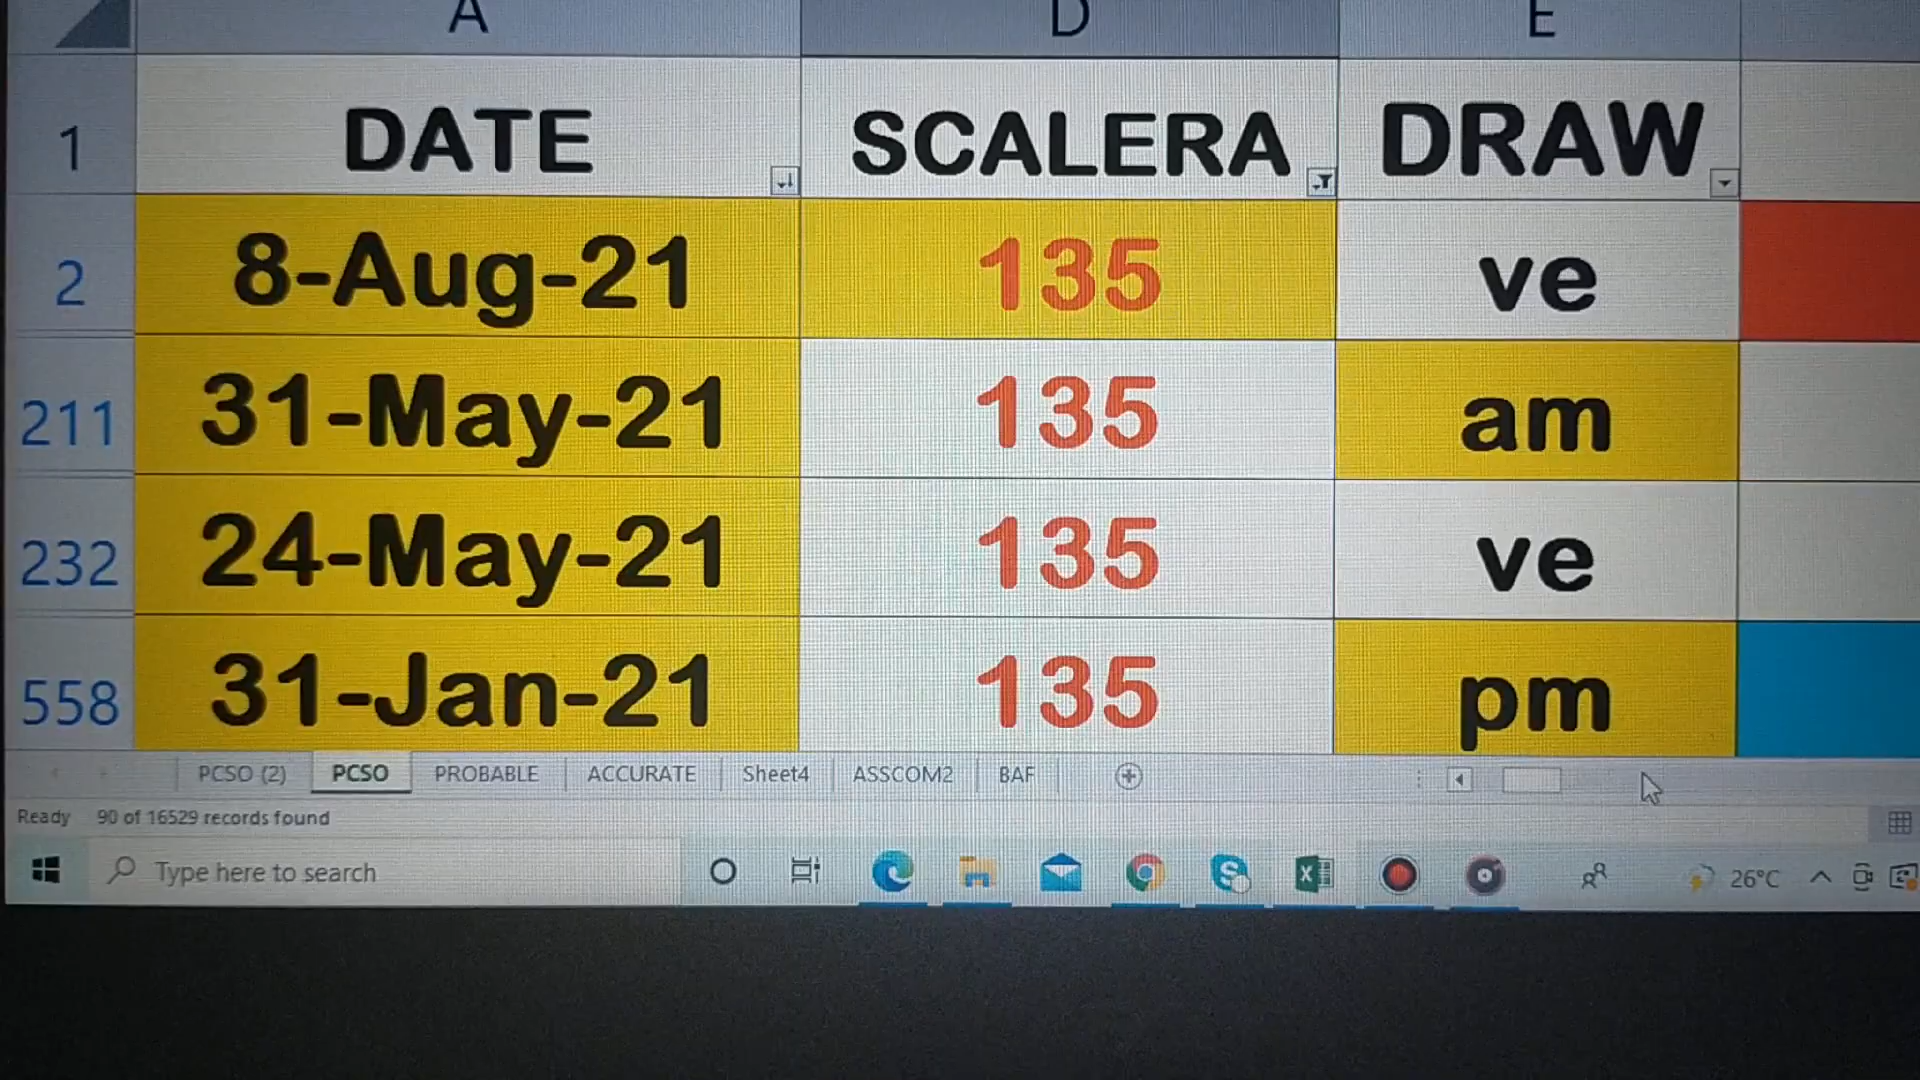 A D E
1 DATE SCALERA DRAW
2 8-Aug-21 135 ve
211 31-May-21 135 am
232 24-May-21 135 ve
558 31-Jan-21 135 pm
PCSO (2) PCSO PROBABLE ACCURATE Sheet4 ASSCOM2 BAF
Ready 90 of 16529 records found
Type here to search 26°C